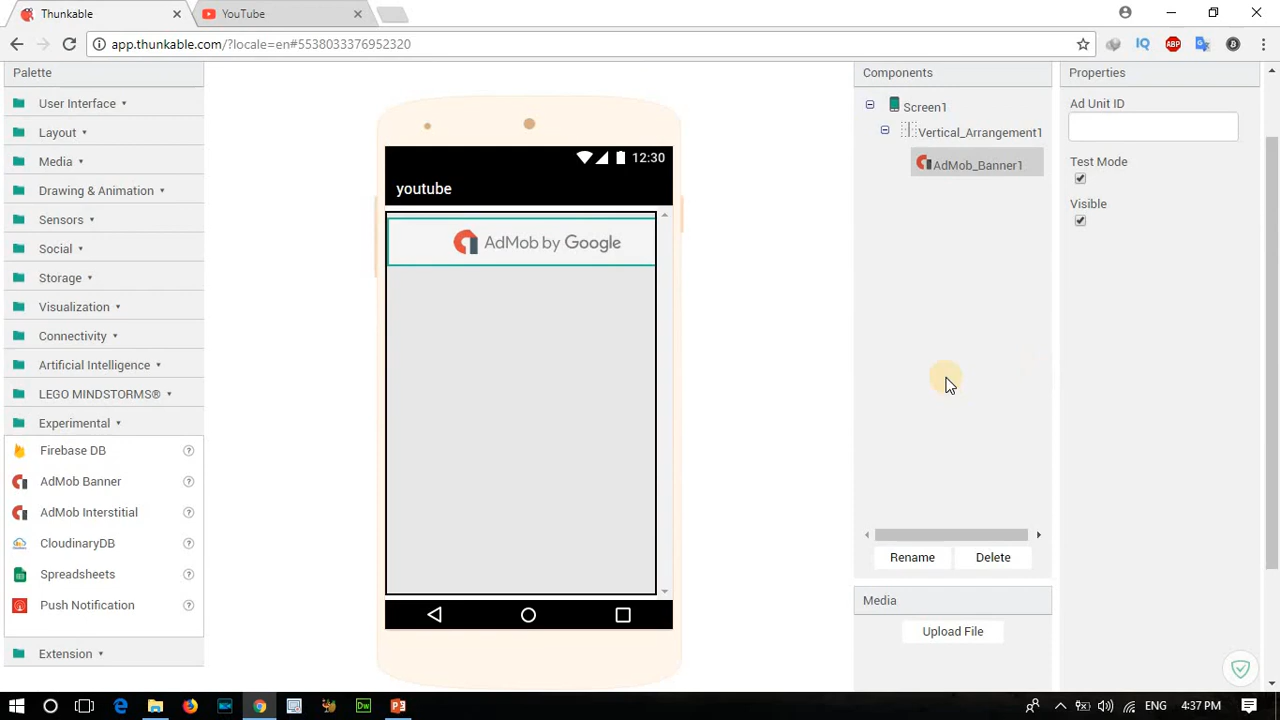 Thunkable
YouTube
app.thunkable.com/?locale=en#5538033376952320
IQ
ABP
Palette
User Interface
Layout
Media
Drawing & Animation
Sensors
Social
Storage
Visualization
Connectivity
Artificial Intelligence
LEGO MINDSTORMS®
Experimental
Firebase DB
?
AdMob Banner
?
AdMob Interstitial
?
CloudinaryDB
?
Spreadsheets
?
Push Notification
?
Extension
12:30
youtube
AdMob by Google
Components
Screen1
Vertical_Arrangement1
AdMob_Banner1
Rename
Delete
Media
Upload File
Properties
Ad Unit ID
Test Mode
Visible
Dw
ENG
4:37 PM